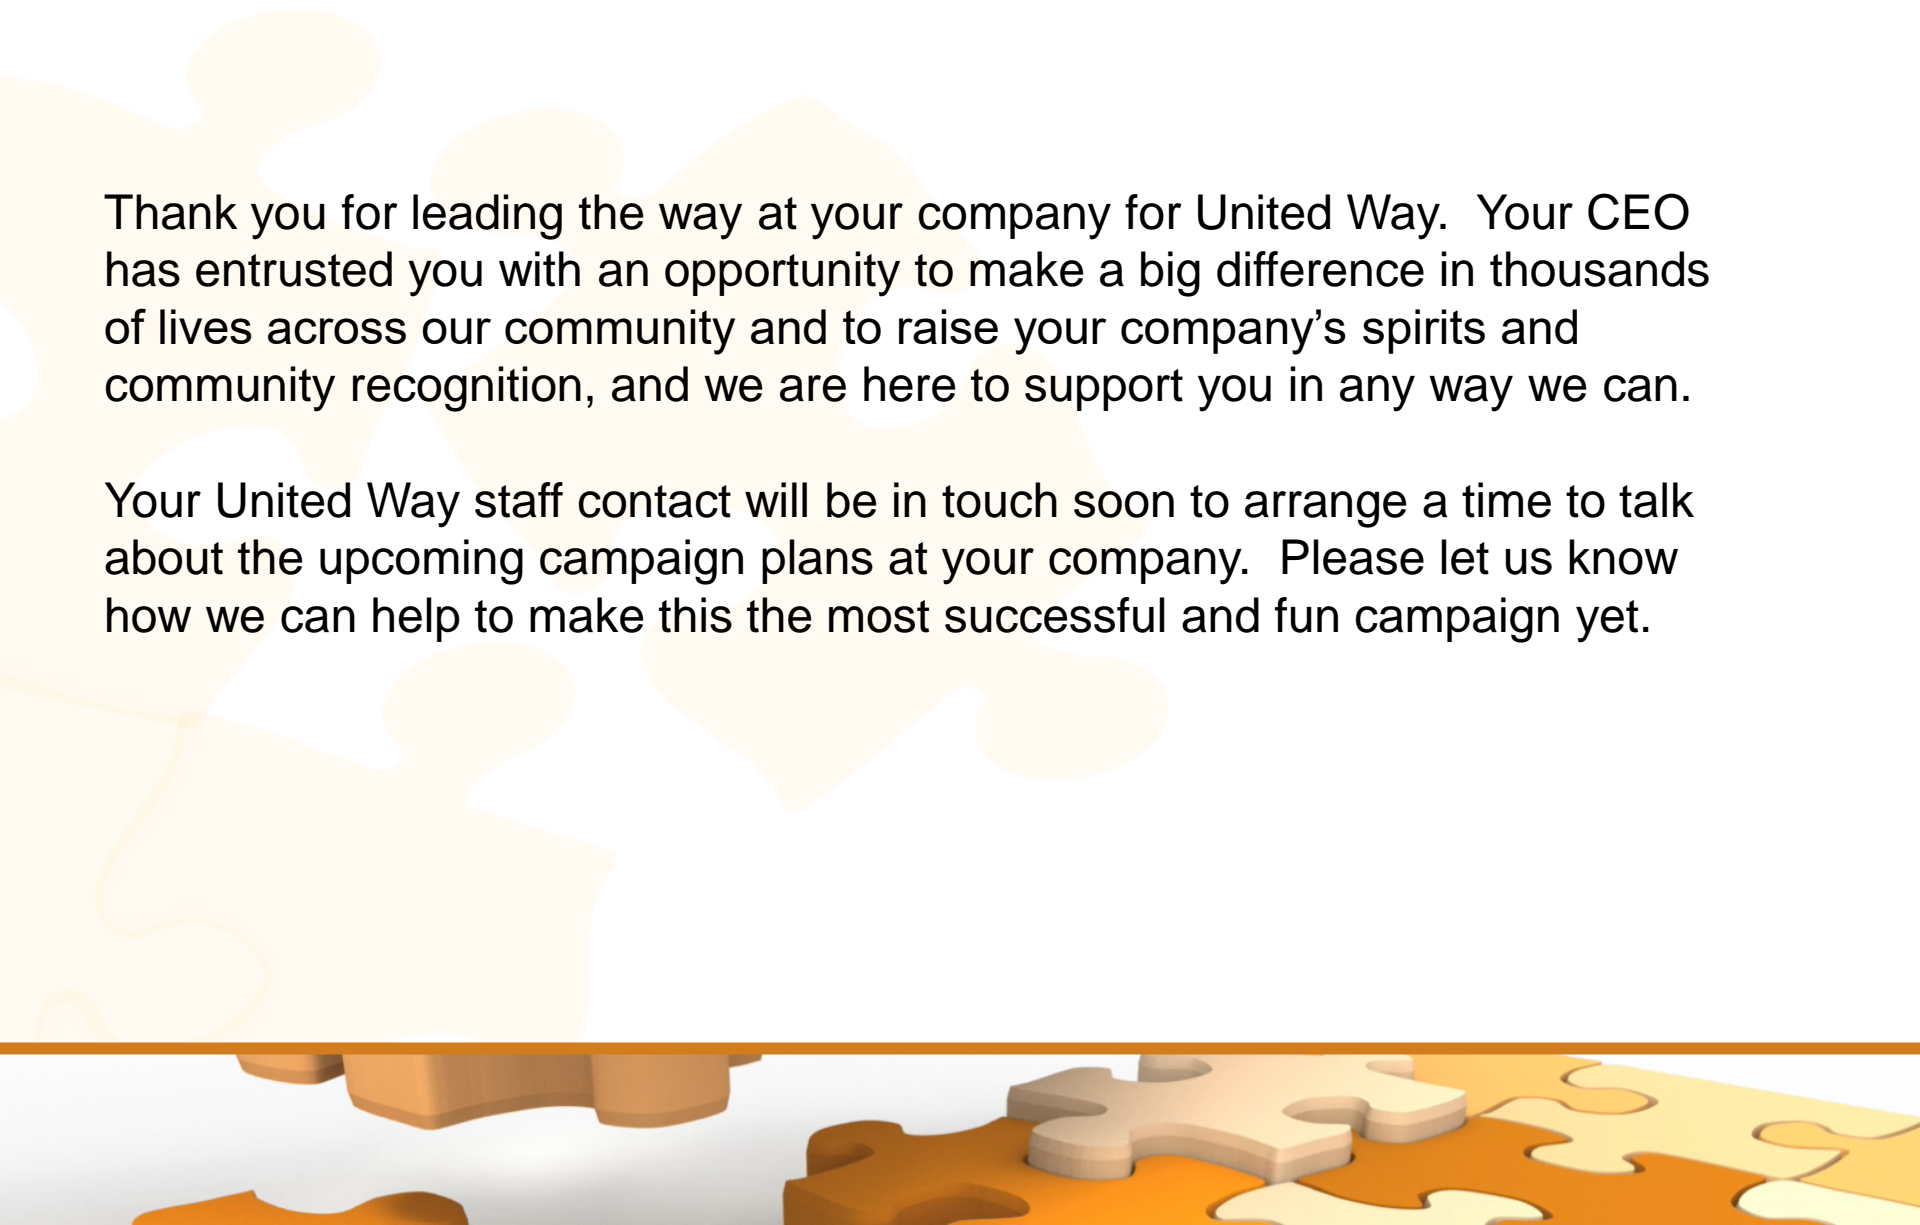 Thank you for leading the way at your company for United Way.  Your CEO
has entrusted you with an opportunity to make a big difference in thousands
of lives across our community and to raise your company’s spirits and
community recognition, and we are here to support you in any way we can.
Your United Way staff contact will be in touch soon to arrange a time to talk
about the upcoming campaign plans at your company.  Please let us know
how we can help to make this the most successful and fun campaign yet.